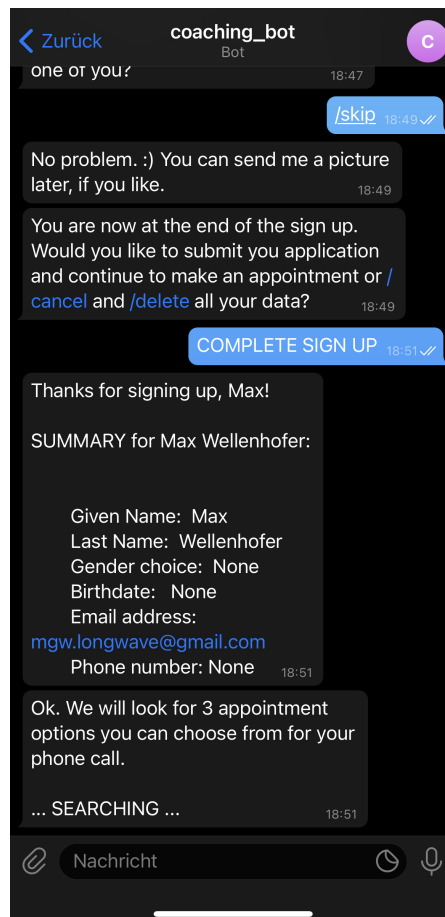 Zurück
coaching_bot
Bot
C
one of you?
18:47
/skip 18:49
No problem. :) You can send me a picture
later, if you like.
18:49
You are now at the end of the sign up.
Would you like to submit you application
and continue to make an appointment or /
cancel and /delete all your data?
18:49
COMPLETE SIGN UP 18:51
Thanks for signing up, Max!
SUMMARY for Max Wellenhofer:
Given Name: Max
Last Name: Wellenhofer
Gender choice: None
Birthdate: None
Email address:
mgw.longwave@gmail.com
Phone number: None 18:51
Ok. We will look for 3 appointment
options you can choose from for your
phone call.
... SEARCHING ...
18:51
Nachricht